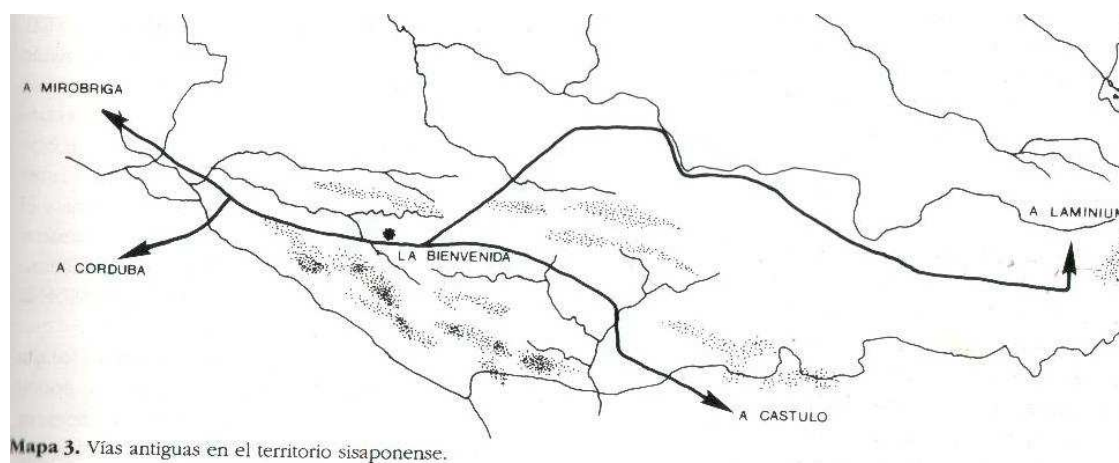 A MIROBRIGA
A LAMINIUM
A CORDUBA
LA BIENVENIDA
A CASTULO
Mapa 3. Vías antiguas en el territorio sisaponense.